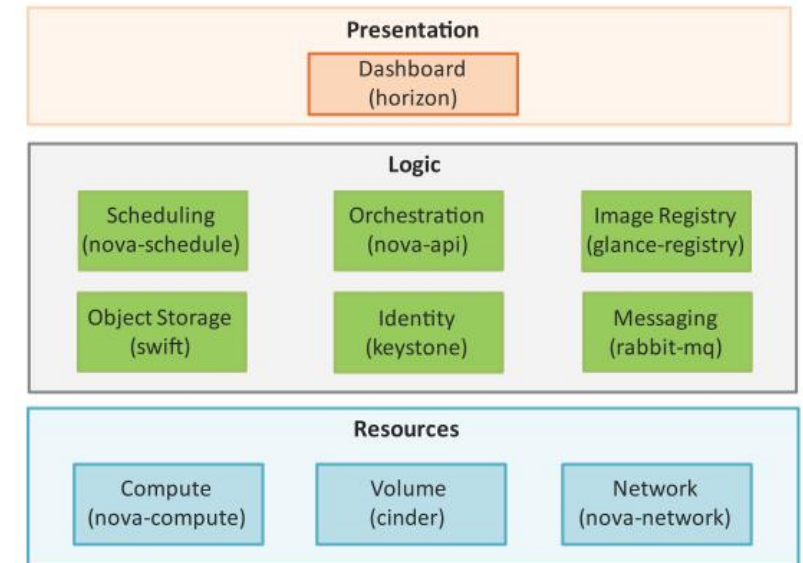 Presentation
Dashboard
(horizon)
Logic
Scheduling
(nova-schedule)
Orchestration
(nova-api)
Image Registry
(glance-registry)
Object Storage
(swift)
Identity
(keystone)
Messaging
(rabbit-mq)
Resources
Compute
(nova-compute)
Volume
(cinder)
Network
(nova-network)